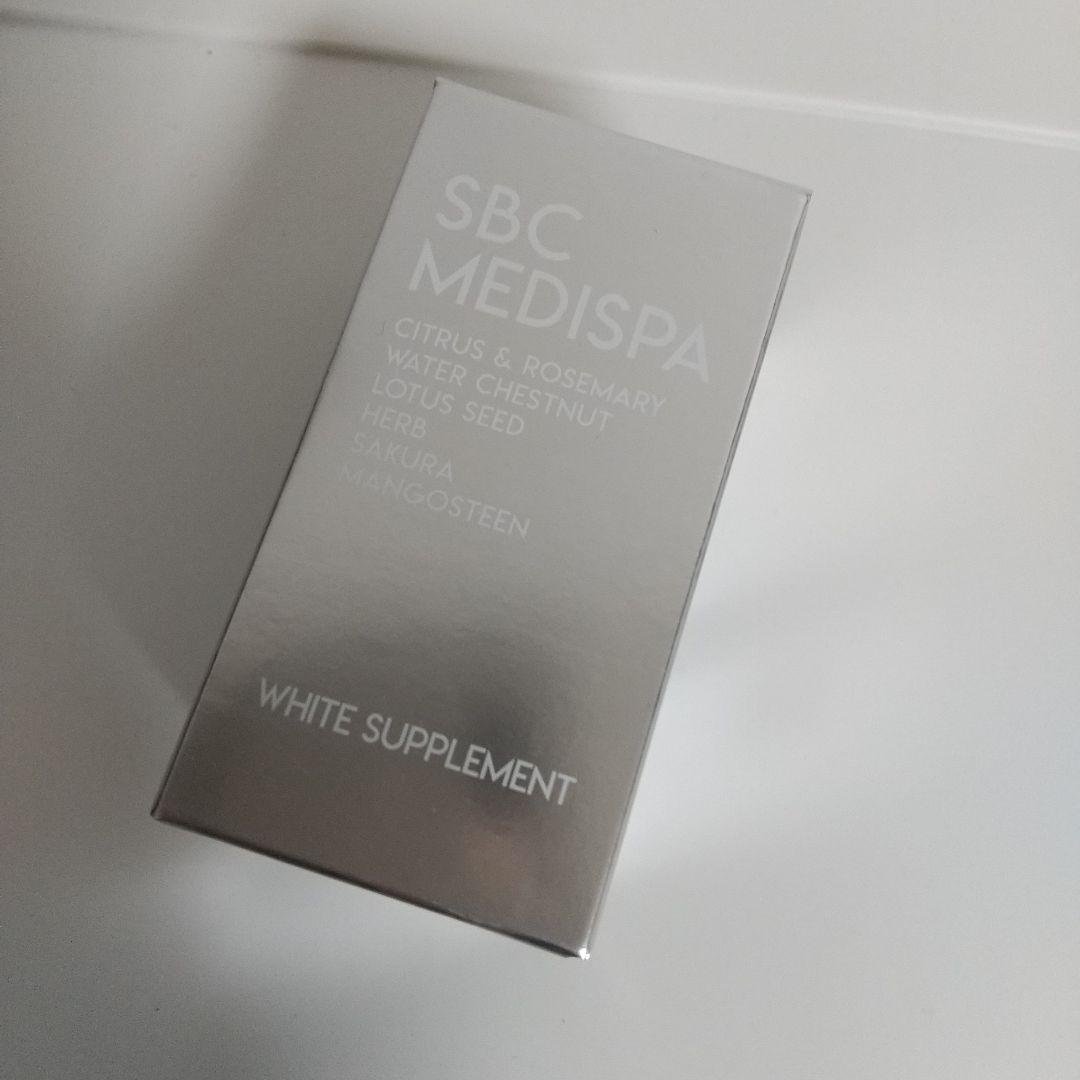 SBC
MEDISPA
CITRUS & ROSEMARY
WATER CHESTNUT
LOTUS SEED
HERB
SAKURA
MANGOSTEEN
WHITE SUPPLEMENT